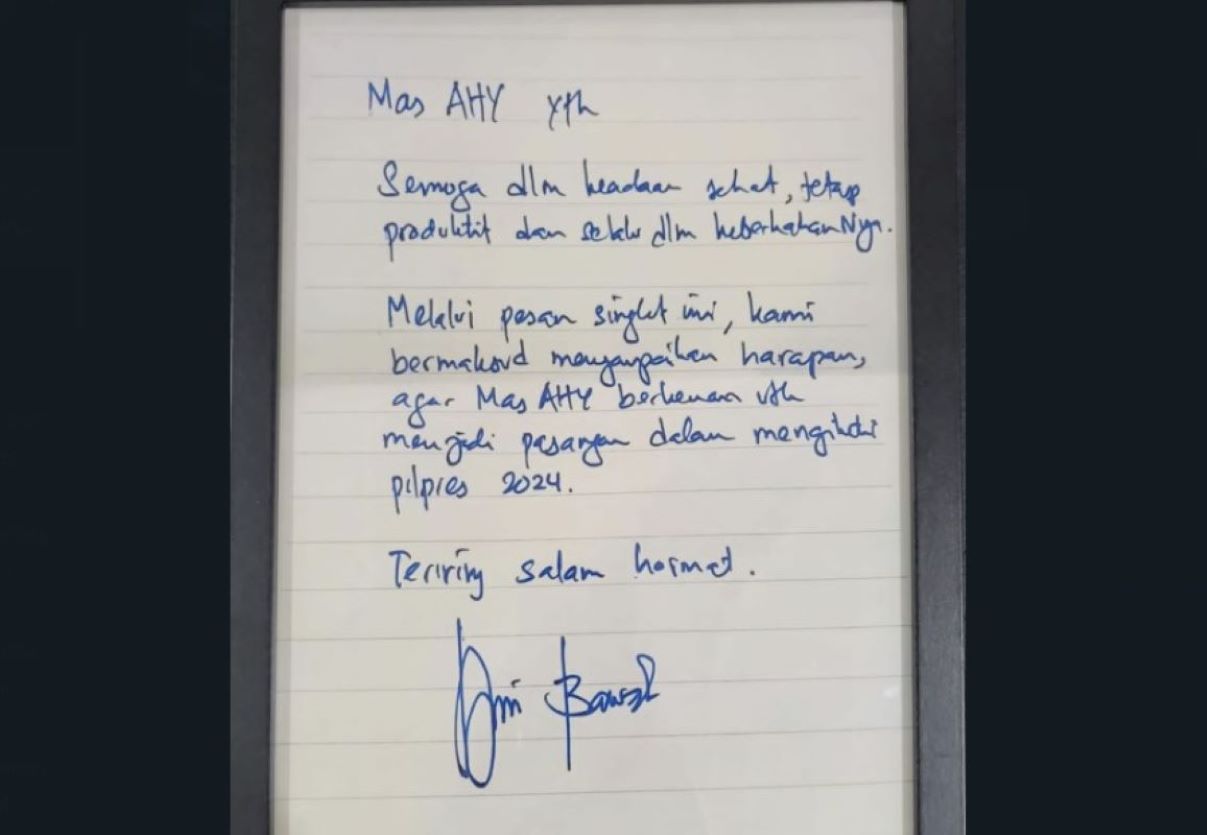 Mas AHY yth
Semoga dlm keadaan sehat, tetap
produktif dan selalu dlm keberkahanNya.
Melalui pesan singkat ini, kami
bermaksud menyampaikan harapan,
agar Mas AHY berkenan utk
menjadi pasangan dalam mengikuti
pilpres 2024.
Teriring salam hormat.